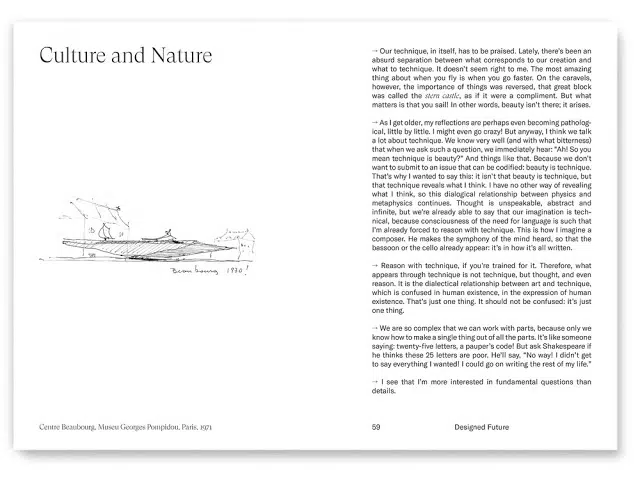 Culture and Nature
Beaubourg 1970!
Centre Beaubourg, Museu Georges Pompidou, Paris, 1971
→ Our technique, in itself, has to be praised. Lately, there's been an
absurd separation between what corresponds to our creation and
what to technique. It doesn't seem right to me. The most amazing
thing about when you fly is when you go faster. On the caravels,
however, the importance of things was reversed, that great block
was called the stern castle, as if it were a compliment. But what
matters is that you sail! In other words, beauty isn't there; it arises.
→ As I get older, my reflections are perhaps even becoming patholog-
ical, little by little. I might even go crazy! But anyway, I think we talk
a lot about technique. We know very well (and with what bitterness)
that when we ask such a question, we immediately hear: "Ah! So you
mean technique is beauty?" And things like that. Because we don't
want to submit to an issue that can be codified: beauty is technique.
That's why I wanted to say this: it isn't that beauty is technique, but
that technique reveals what I think. I have no other way of revealing
what I think, so this dialogical relationship between physics and
metaphysics continues. Thought is unspeakable, abstract and
infinite, but we're already able to say that our imagination is tech-
nical, because consciousness of the need for language is such that
I'm already forced to reason with technique. This is how I imagine a
composer. He makes the symphony of the mind heard, so that the
bassoon or the cello already appear: it's in how it's all written.
→ Reason with technique, if you're trained for it. Therefore, what
appears through technique is not technique, but thought, and even
reason. It is the dialectical relationship between art and technique,
which is confused in human existence, in the expression of human
existence. That's just one thing. It should not be confused: it's just
one thing.
→ We are so complex that we can work with parts, because only we
know how to make a single thing out of all the parts. It's like someone
saying: twenty-five letters, a pauper's code! But ask Shakespeare if
he thinks these 25 letters are poor. He'll say, "No way! I didn't get
to say everything I wanted! I could go on writing the rest of my life."
→ I see that I'm more interested in fundamental questions than
details.
59
Designed Future